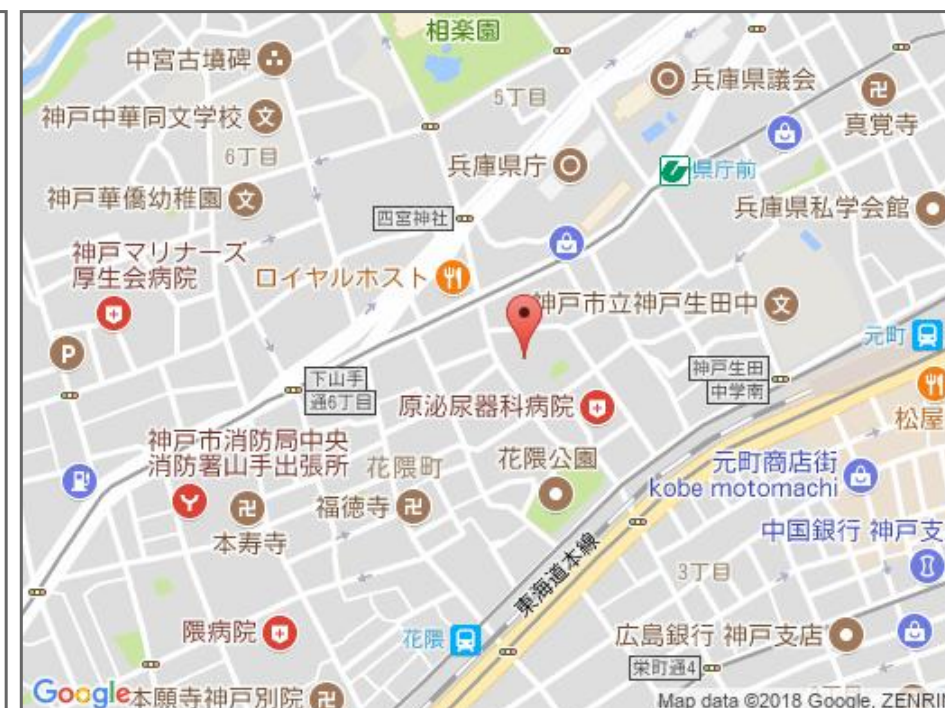 相楽園
中宮古墳碑
5丁目
兵庫県議会
神戸中華同文学校
真覚寺
6丁目
兵庫県庁
県庁前
神戸華僑幼稚園
四宮神社
兵庫県私学会館
神戸マリナーズ
厚生会病院
ロイヤルホスト
神戸市立神戸生田中
元町
下山手
通6丁目
神戸生田
中学南
原泌尿器科病院
松屋
神戸市消防局中央
消防署山手出張所
花隈町
花隈公園
元町商店街
kobe motomachi
福徳寺
本寿寺
中国銀行 神戸支
東海道本線
3丁目
隈病院
花隈
広島銀行 神戸支店
栄町通4
Google
本願寺神戸別院
Map data ©2018 Google, ZENRIN